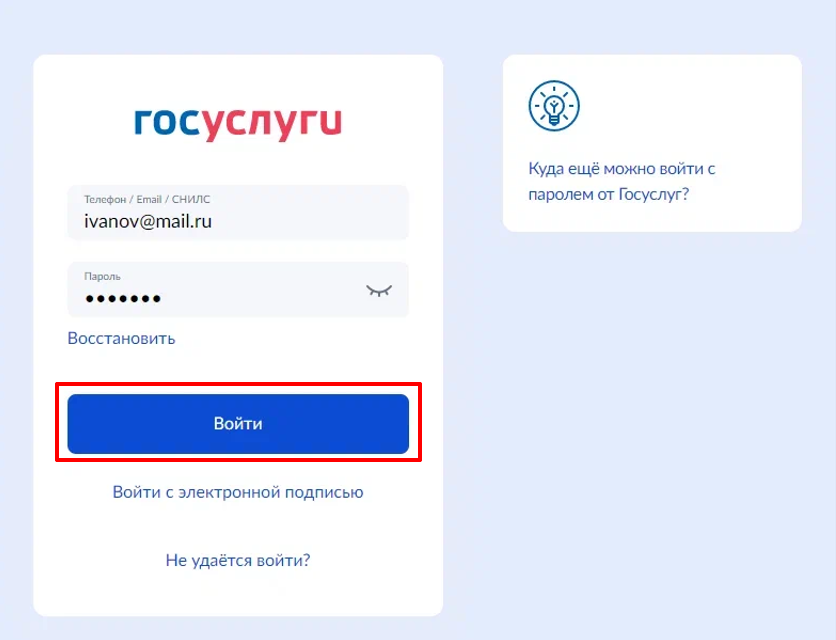 госуслуги
Телефон / Email / СНИЛС
ivanov@mail.ru
Пароль
•••••••
Восстановить
Войти
Войти с электронной подписью
Не удаётся войти?
Куда ещё можно войти с
паролем от Госуслуг?